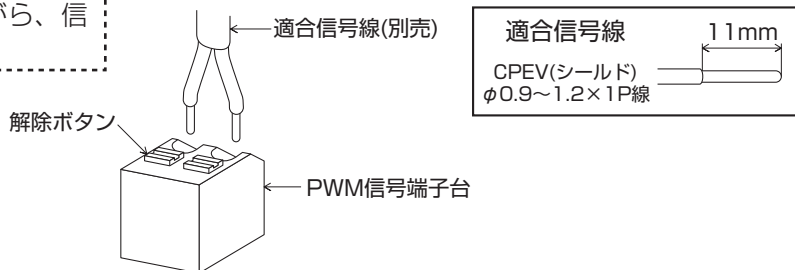 がら、信
適合信号線(別売)
解除ボタン
PWM信号端子台
適合信号線
11mm
CPEV(シールド)
φ0.9～1.2×1P線